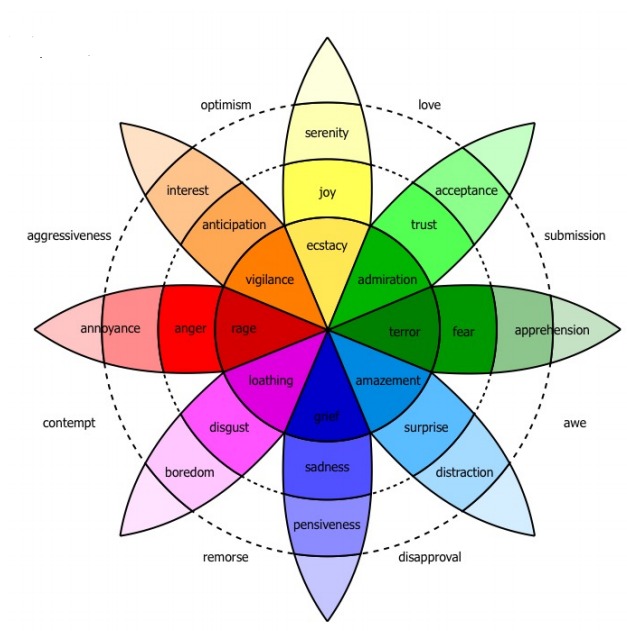 optimism
love
serenity
interest
joy
acceptance
anticipation
trust
aggressiveness
submission
ecstacy
vigilance
admiration
annoyance
anger
rage
terror
fear
apprehension
loathing
amazement
contempt
grief
awe
disgust
surprise
boredom
sadness
distraction
pensiveness
remorse
disapproval